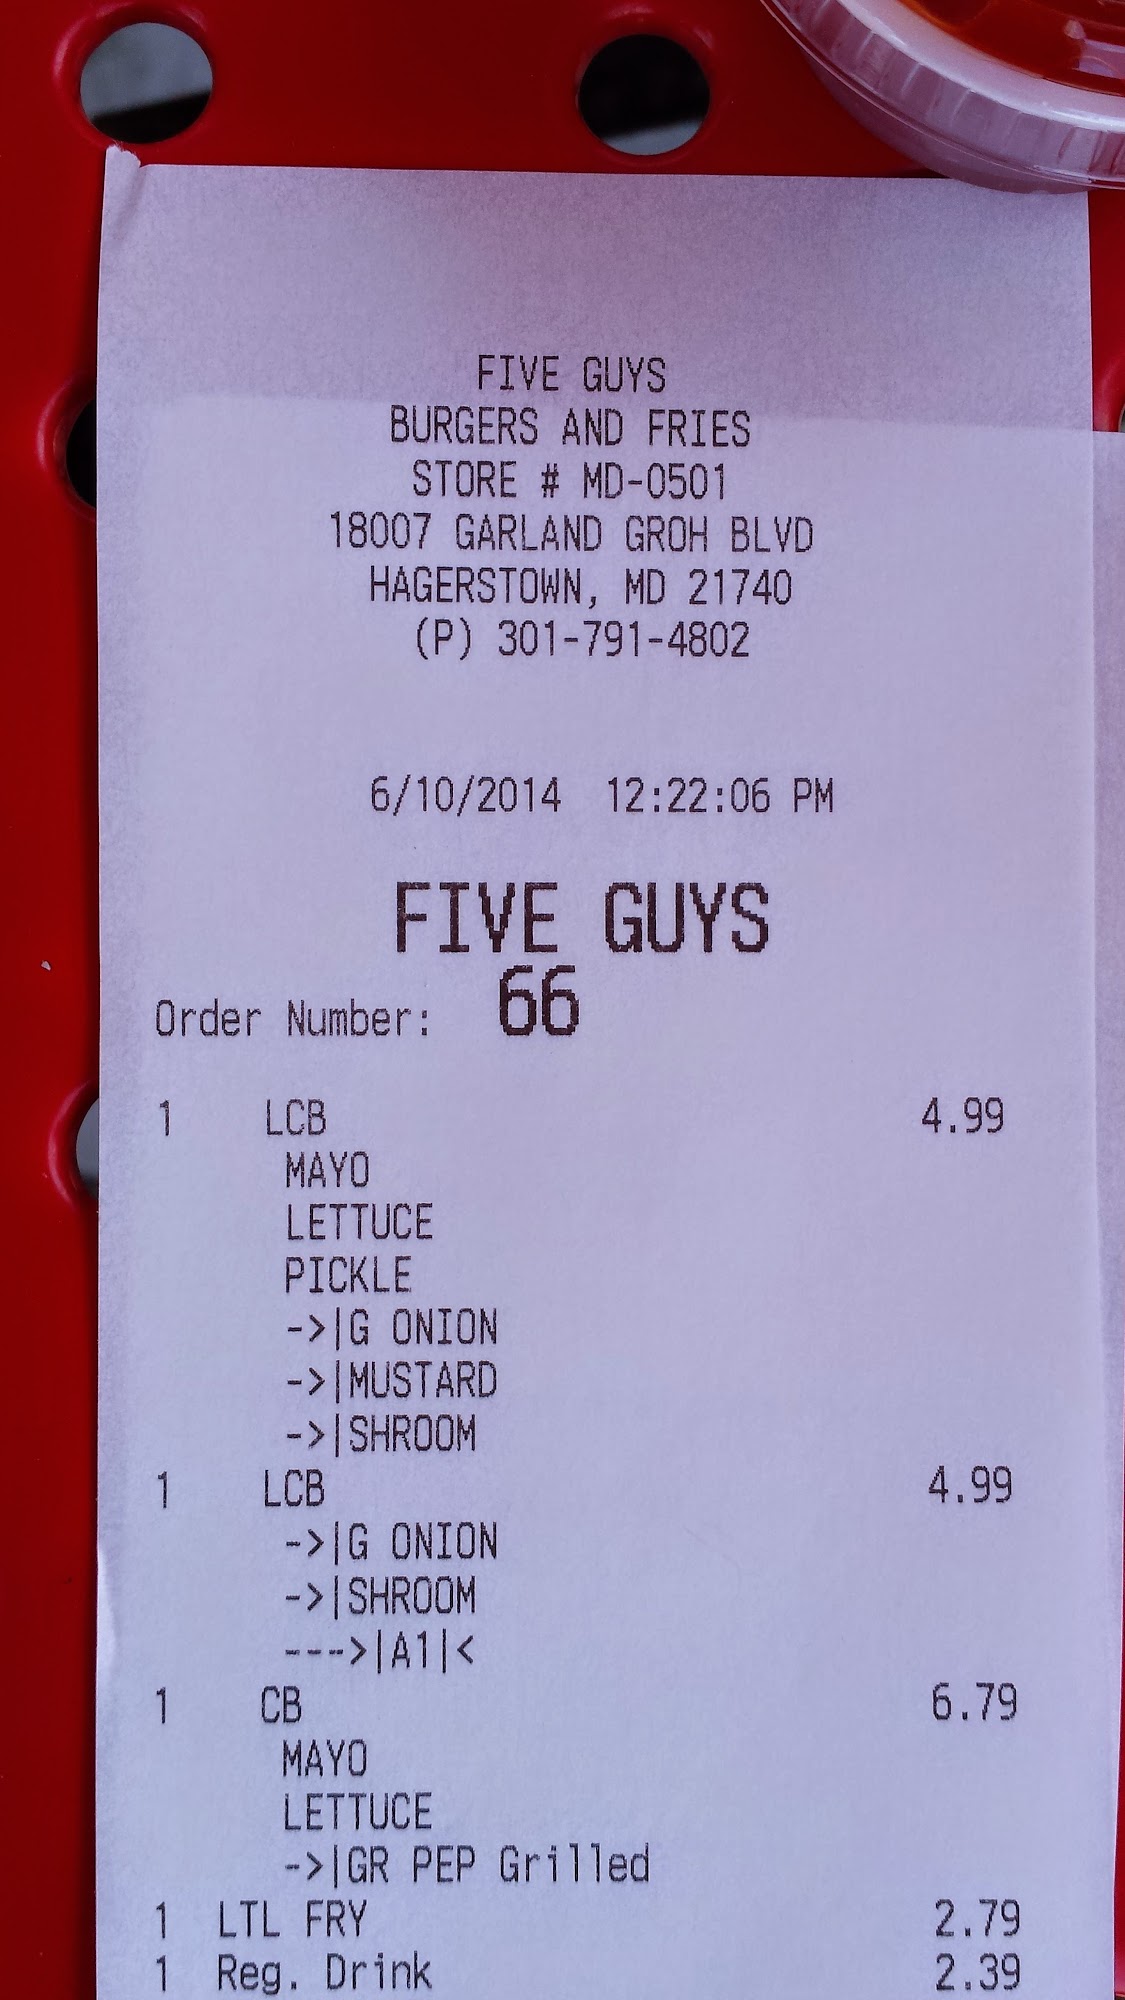 FIVE GUYS
BURGERS AND FRIES
STORE # MD-0501
18007 GARLAND GROH BLVD
HAGERSTOWN, MD 21740
(P) 301-791-4802
6/10/2014 12:22:06 PM
FIVE GUYS
Order Number: 66
1 LCB 4.99
MAYO
LETTUCE
PICKLE
->|G ONION
->|MUSTARD
->|SHROOM
1 LCB 4.99
->|G ONION
->|SHROOM
--->|A1|<
1 CB 6.79
MAYO
LETTUCE
->|GR PEP Grilled
1 LTL FRY 2.79
1 Reg. Drink 2.39